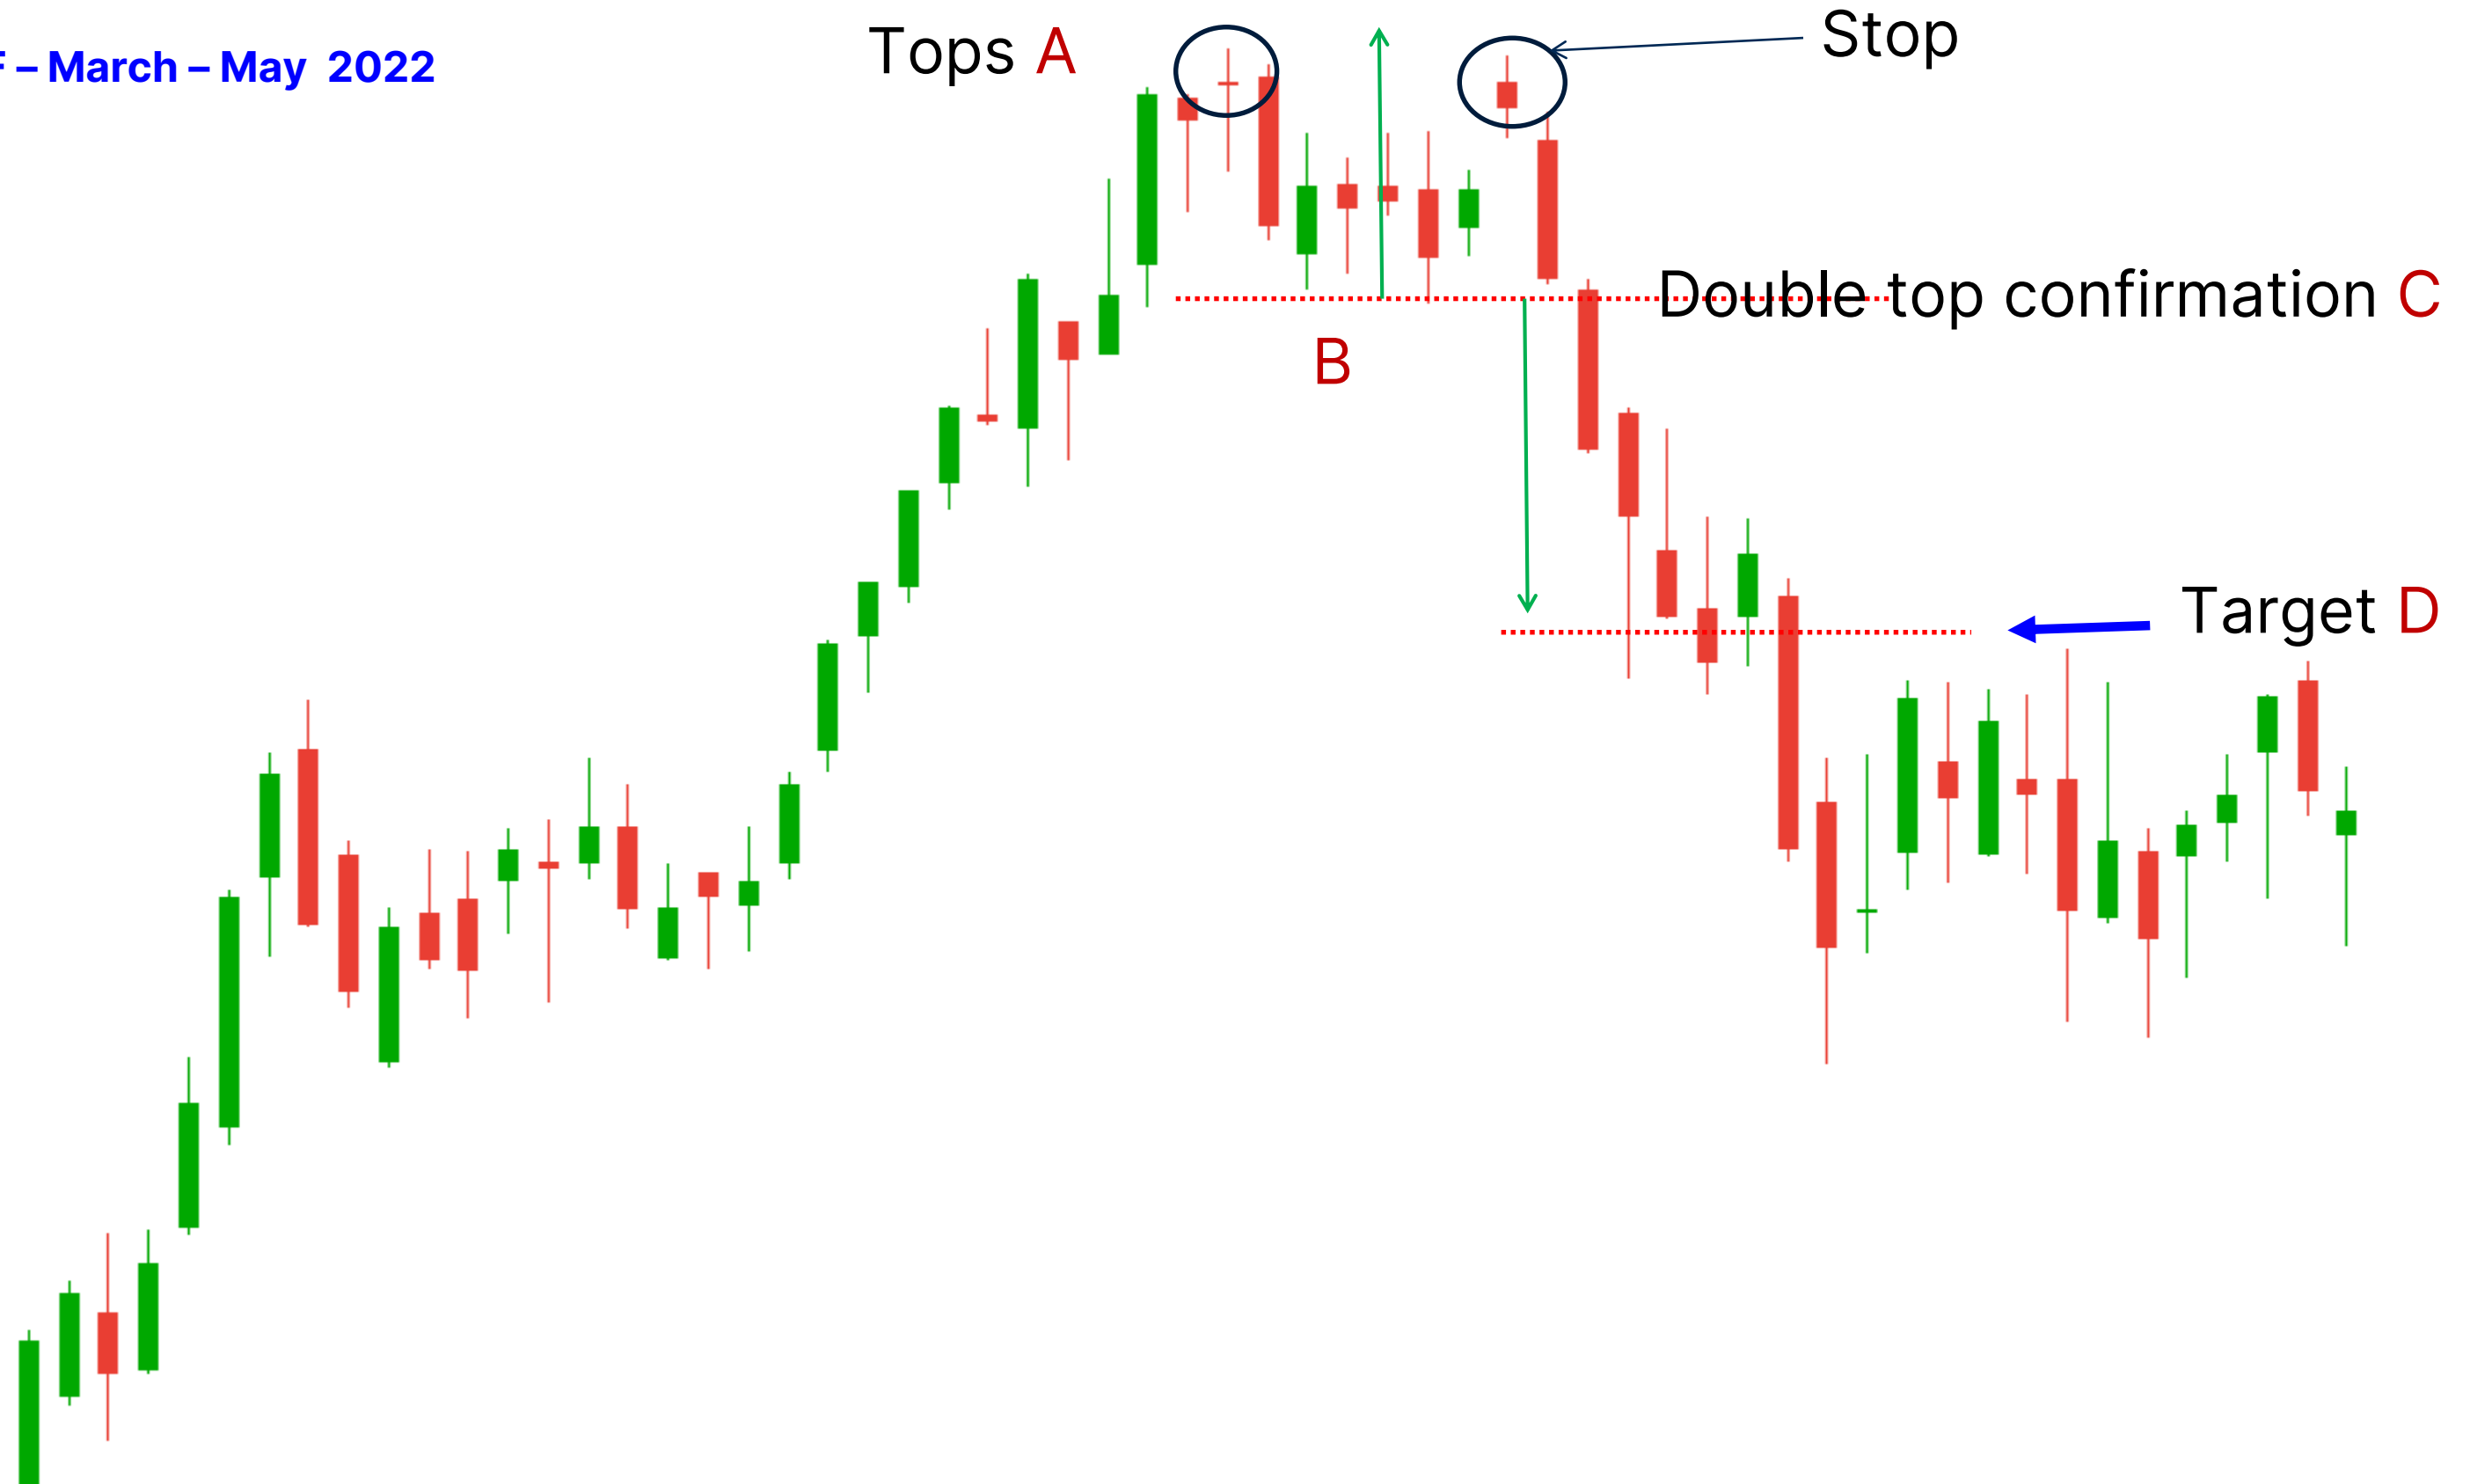 – March – May 2022
Tops A
Stop
Double top confirmation C
B
Target D